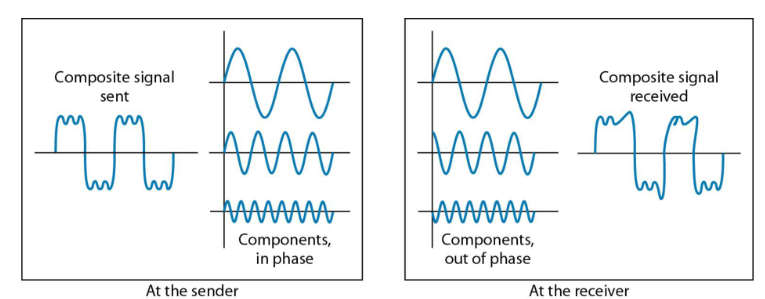 Composite signal
sent
Components,
in phase
At the sender
Composite signal
received
Components,
out of phase
At the receiver